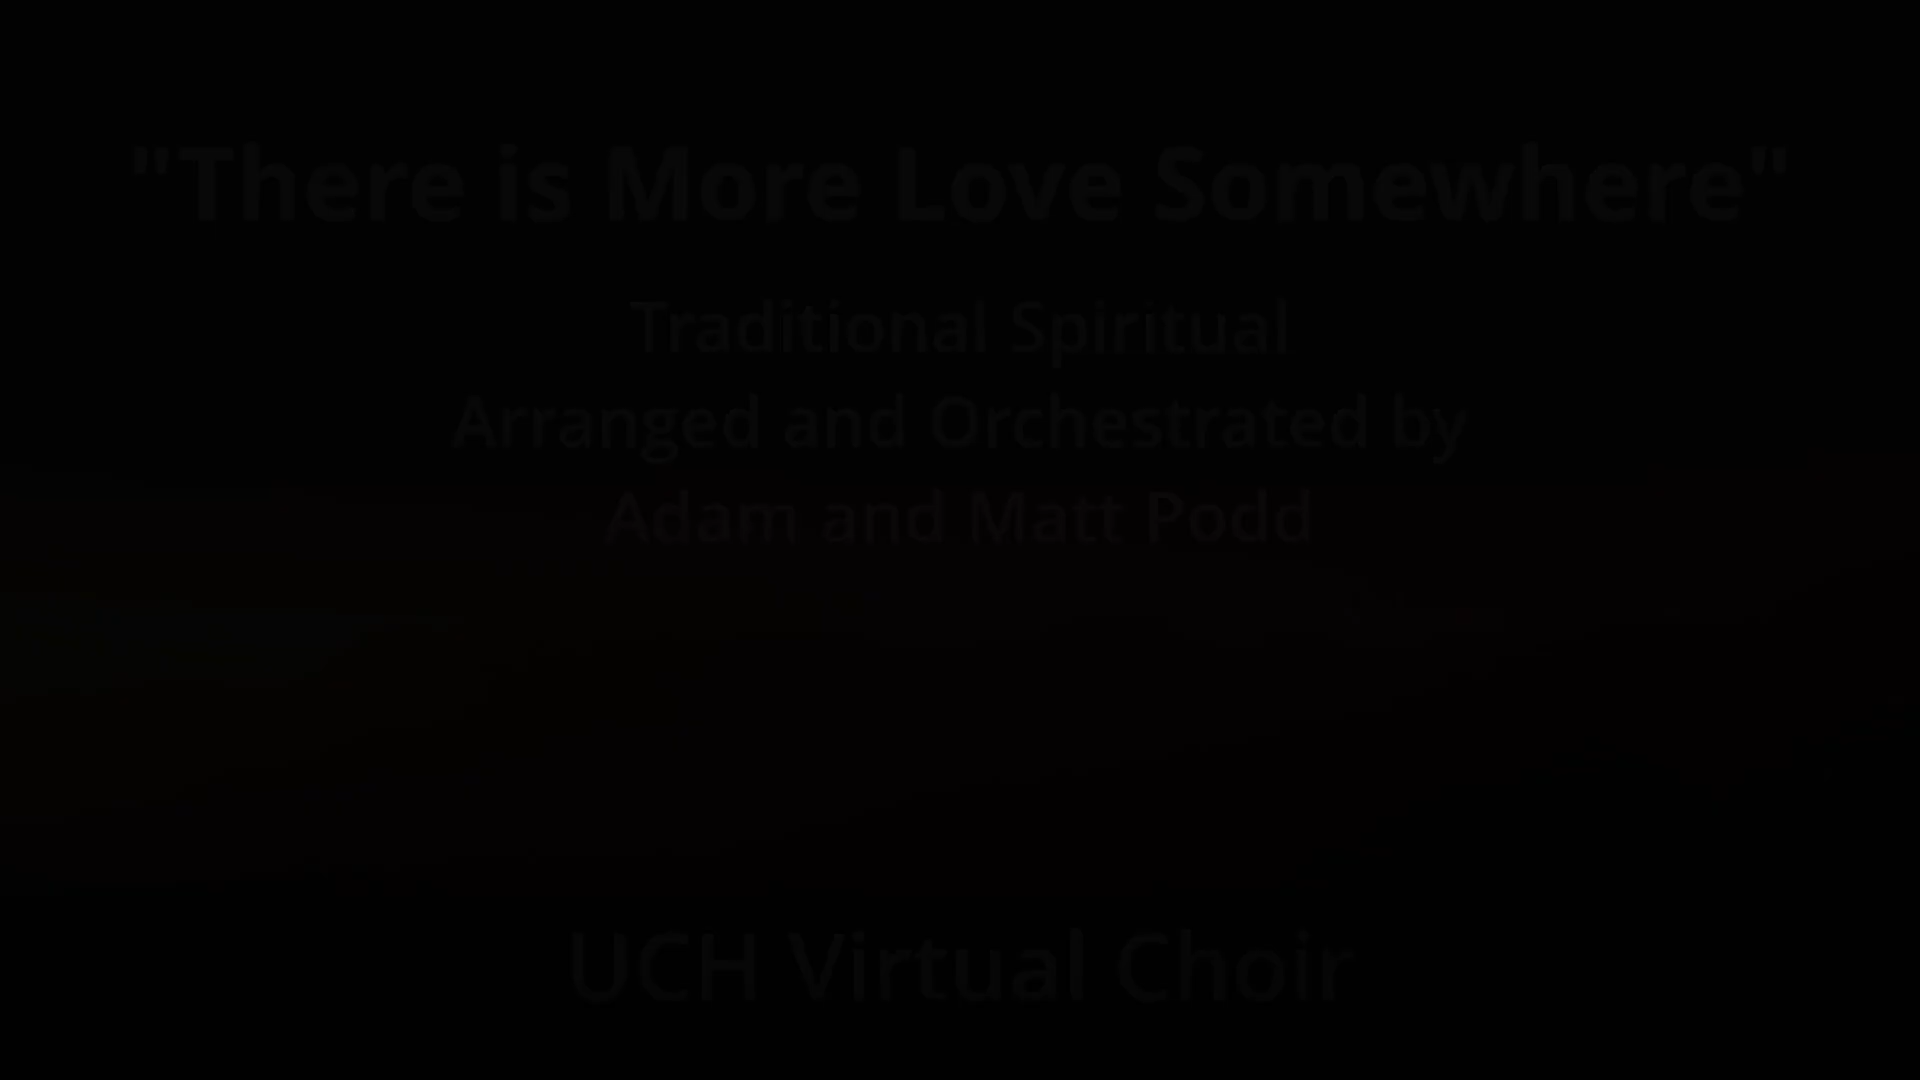 "There is More Love Somewhere"
Traditional Spiritual
Arranged and Orchestrated by
Adam and Matt Podd
UCH Virtual Choir